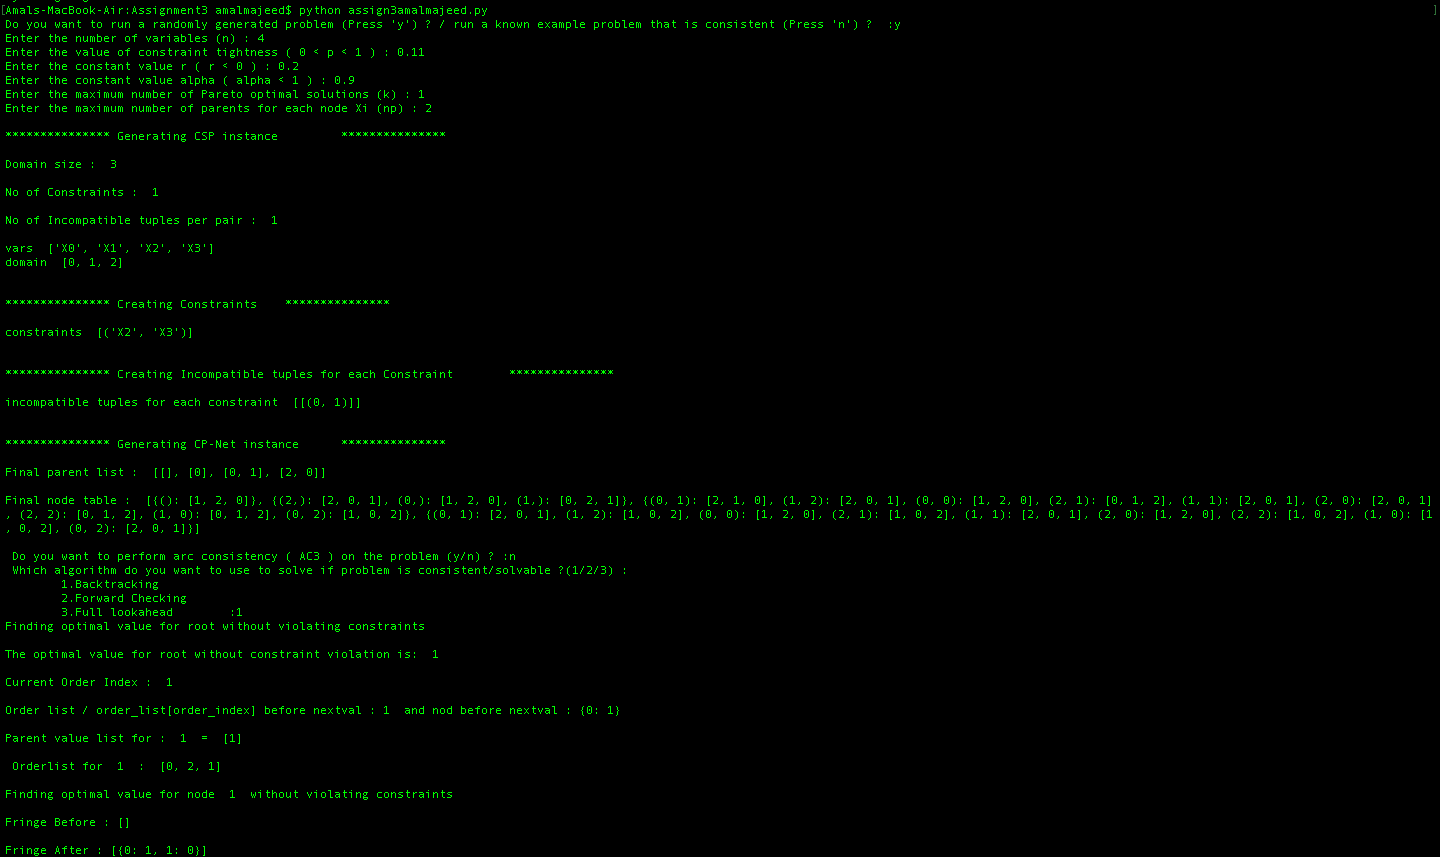 [Amals-MacBook-Air:Assignment3 amalmajeed$ python assign3amalmajeed.py ]
Do you want to run a randomly generated problem (Press 'y') ? / run a known example problem that is consistent (Press 'n') ?  :y
Enter the number of variables (n) : 4
Enter the value of constraint tightness ( 0 < p < 1 ) : 0.11
Enter the constant value r ( r < 0 ) : 0.2
Enter the constant value alpha ( alpha < 1 ) : 0.9
Enter the maximum number of Pareto optimal solutions (k) : 1
Enter the maximum number of parents for each node Xi (np) : 2
*************** Generating CSP instance         ***************
Domain size :  3
No of Constraints :  1
No of Incompatible tuples per pair :  1
vars  ['X0', 'X1', 'X2', 'X3']
domain  [0, 1, 2]
*************** Creating Constraints    ***************
constraints  [('X2', 'X3')]
*************** Creating Incompatible tuples for each Constraint        ***************
incompatible tuples for each constraint  [[(0, 1)]]
*************** Generating CP-Net instance      ***************
Final parent list :  [[], [0], [0, 1], [2, 0]]
Final node table :  [{(): [1, 2, 0]}, {(2,): [2, 0, 1], (0,): [1, 2, 0], (1,): [0, 2, 1]}, {(0, 1): [2, 1, 0], (1, 2): [2, 0, 1], (0, 0): [1, 2, 0], (2, 1): [0, 1, 2], (1, 1): [2, 0, 1], (2, 0): [2, 0, 1]
, (2, 2): [0, 1, 2], (1, 0): [0, 1, 2], (0, 2): [1, 0, 2]}, {(0, 1): [2, 0, 1], (1, 2): [1, 0, 2], (0, 0): [1, 2, 0], (2, 1): [1, 0, 2], (1, 1): [2, 0, 1], (2, 0): [1, 2, 0], (2, 2): [1, 0, 2], (1, 0): [1
, 0, 2], (0, 2): [2, 0, 1]}]
Do you want to perform arc consistency ( AC3 ) on the problem (y/n) ? :n
Which algorithm do you want to use to solve if problem is consistent/solvable ?(1/2/3) :
1.Backtracking
2.Forward Checking
3.Full lookahead        :1
Finding optimal value for root without violating constraints
The optimal value for root without constraint violation is:  1
Current Order Index :  1
Order list / order_list[order_index] before nextval : 1  and nod before nextval : {0: 1}
Parent value list for :  1  =  [1]
Orderlist for  1  :  [0, 2, 1]
Finding optimal value for node  1  without violating constraints
Fringe Before : []
Fringe After : [{0: 1, 1: 0}]